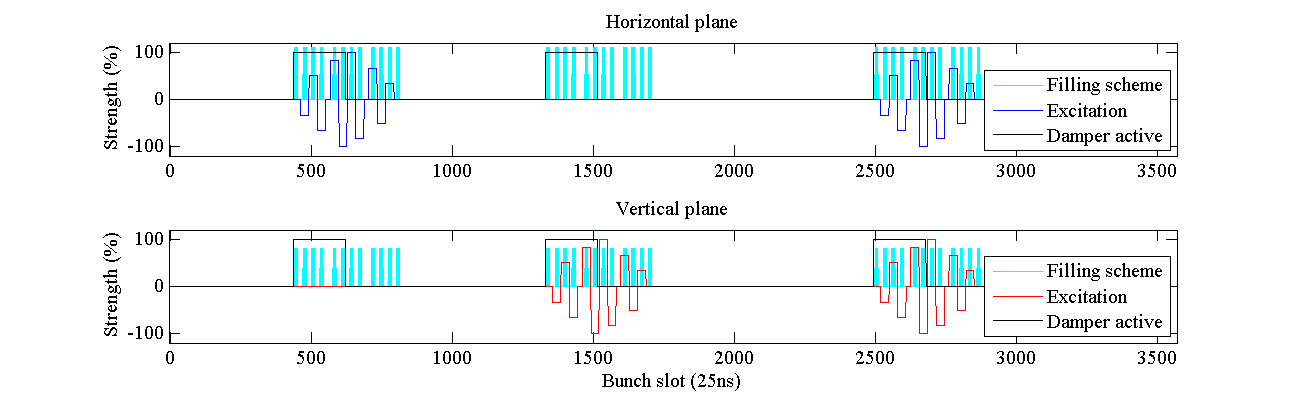 Horizontal plane
Strength (%)
100
0
-100
0 500 1000 1500 2000 2500 3000 3500
Filling scheme
Excitation
Damper active
Vertical plane
Strength (%)
100
0
-100
0 500 1000 1500 2000 2500 3000 3500
Filling scheme
Excitation
Damper active
Bunch slot (25ns)